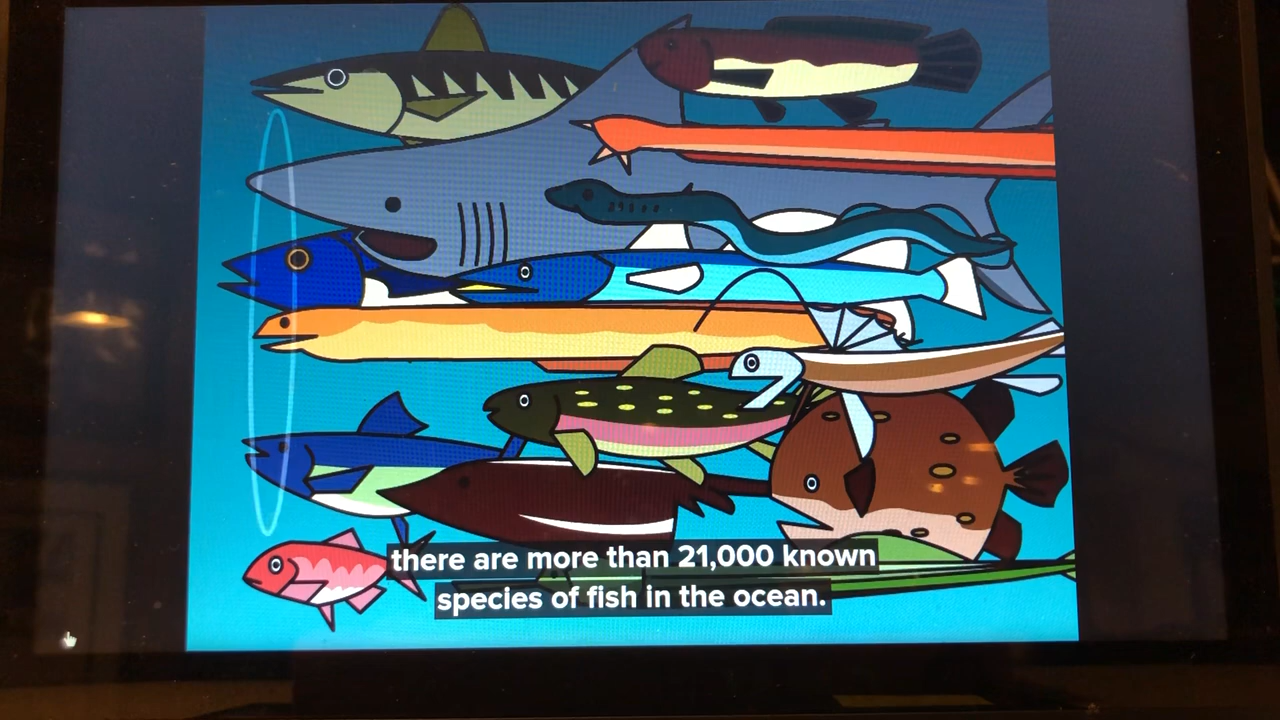 there are more than 21,000 known
species of fish in the ocean.